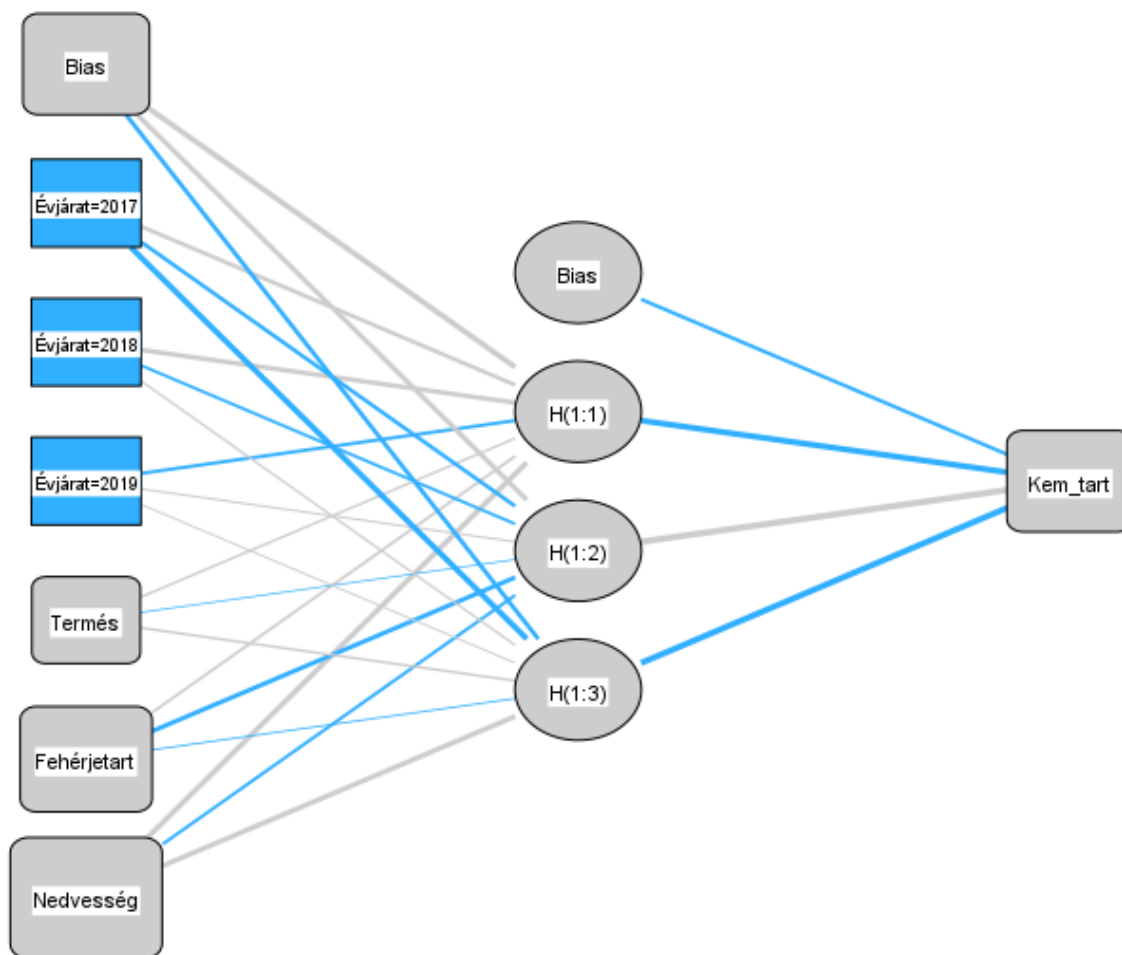 Bias
Évjárat=2017
Évjárat=2018
Évjárat=2019
Termés
Fehérjetart
Nedvesség
Bias
H(1:1)
H(1:2)
H(1:3)
Kem_tart